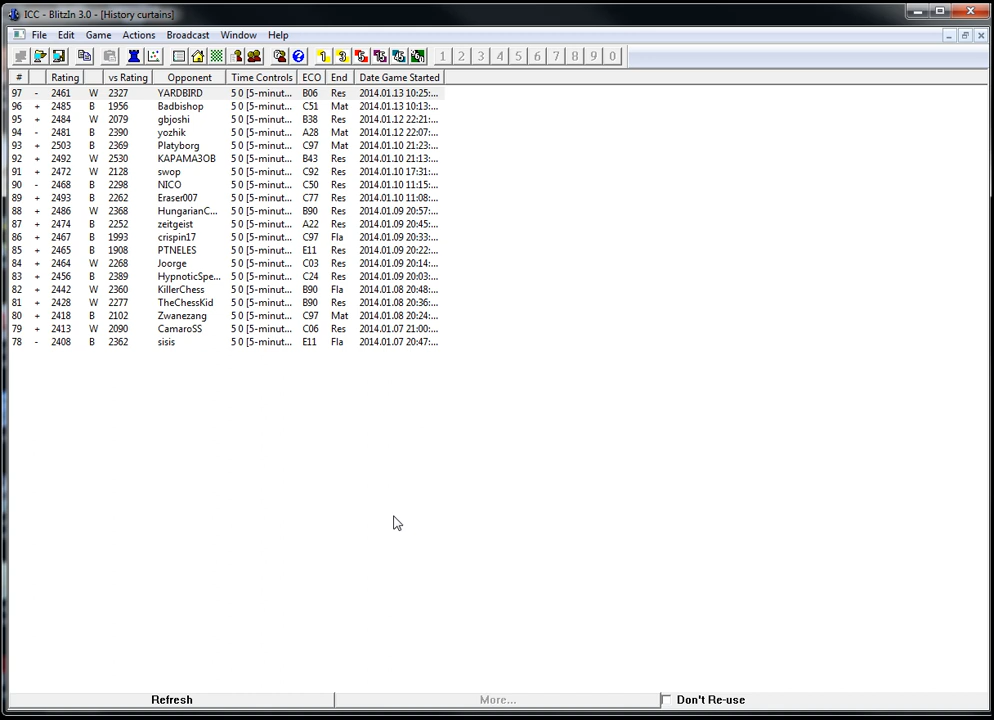 ICC - BlitzIn 3.0 - [History curtains]
File Edit Game Actions Broadcast Window Help
1 2 3 4 5 6 7 8 9 0
# Rating vs Rating Opponent Time Controls ECO End Date Game Started
97 - 2461 W 2327 YARDBIRD 5 0 [5-minut... B06 Res 2014.01.13 10:25:...
96 + 2485 B 1956 Badbishop 5 0 [5-minut... C51 Mat 2014.01.13 10:13:...
95 + 2484 W 2079 gbjoshi 5 0 [5-minut... B38 Res 2014.01.12 22:21:...
94 - 2481 B 2390 yozhik 5 0 [5-minut... A28 Mat 2014.01.12 22:07:...
93 + 2503 B 2369 Platyborg 5 0 [5-minut... C97 Mat 2014.01.10 21:23:...
92 + 2492 W 2530 KAPAMA3OB 5 0 [5-minut... B43 Res 2014.01.10 21:13:...
91 + 2472 W 2128 swop 5 0 [5-minut... C92 Res 2014.01.10 17:31:...
90 - 2468 B 2298 NICO 5 0 [5-minut... C50 Res 2014.01.10 11:15:...
89 + 2493 B 2262 Eraser007 5 0 [5-minut... C77 Res 2014.01.10 11:08:...
88 + 2486 W 2368 HungarianC... 5 0 [5-minut... B90 Res 2014.01.09 20:57:...
87 + 2474 B 2252 zeitgeist 5 0 [5-minut... A22 Res 2014.01.09 20:45:...
86 + 2467 B 1993 crispin17 5 0 [5-minut... C97 Fla 2014.01.09 20:33:...
85 + 2465 B 1908 PTNELES 5 0 [5-minut... E11 Res 2014.01.09 20:22:...
84 + 2464 W 2268 Joorge 5 0 [5-minut... C03 Res 2014.01.09 20:14:...
83 + 2456 B 2389 HypnoticSpe... 5 0 [5-minut... C24 Res 2014.01.09 20:03:...
82 + 2442 W 2360 KillerChess 5 0 [5-minut... B90 Fla 2014.01.08 20:48:...
81 + 2428 W 2277 TheChessKid 5 0 [5-minut... B90 Res 2014.01.08 20:36:...
80 + 2418 B 2102 Zwanezang 5 0 [5-minut... C97 Mat 2014.01.08 20:24:...
79 + 2413 W 2090 CamaroSS 5 0 [5-minut... C06 Res 2014.01.07 21:00:...
78 - 2408 B 2362 sisis 5 0 [5-minut... E11 Fla 2014.01.07 20:47:...
Refresh More... Don't Re-use